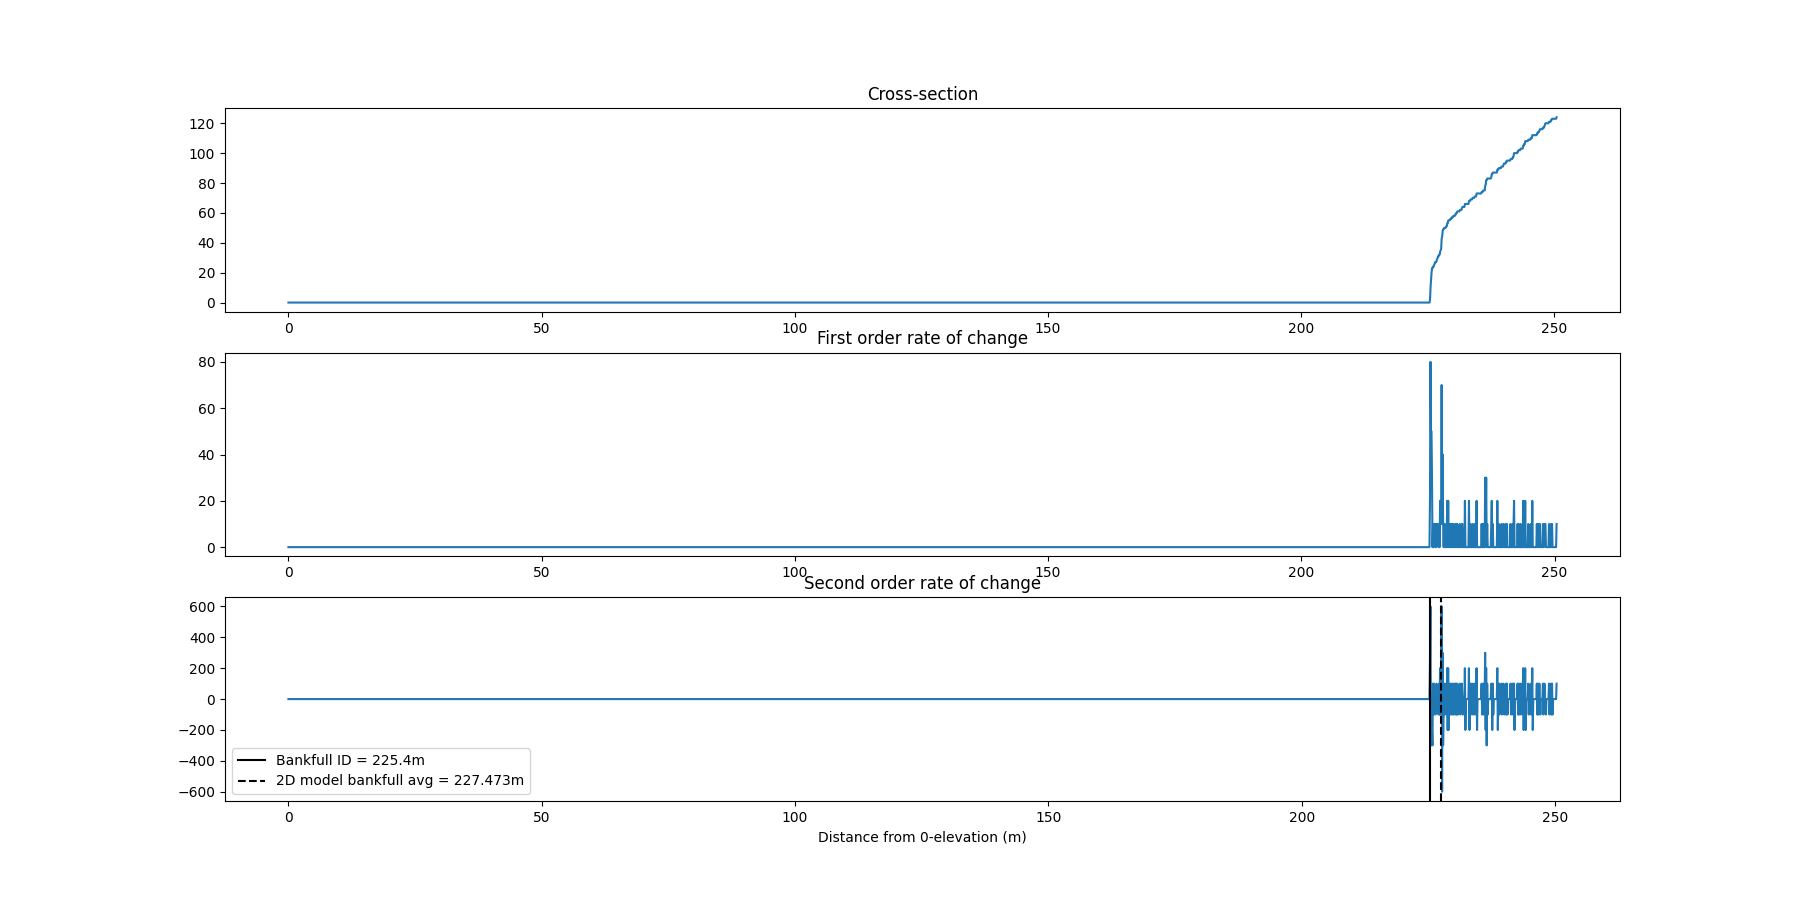 Cross-section
120
100
80
60
40
20
0
0 50 100 150 200 250
First order rate of change
80
60
40
20
0
0 50 100 150 200 250
Second order rate of change
600
400
200
0
−200
−400
−600
Bankfull ID = 225.4m
2D model bankfull avg = 227.473m
0 50 100 150 200 250
Distance from 0-elevation (m)